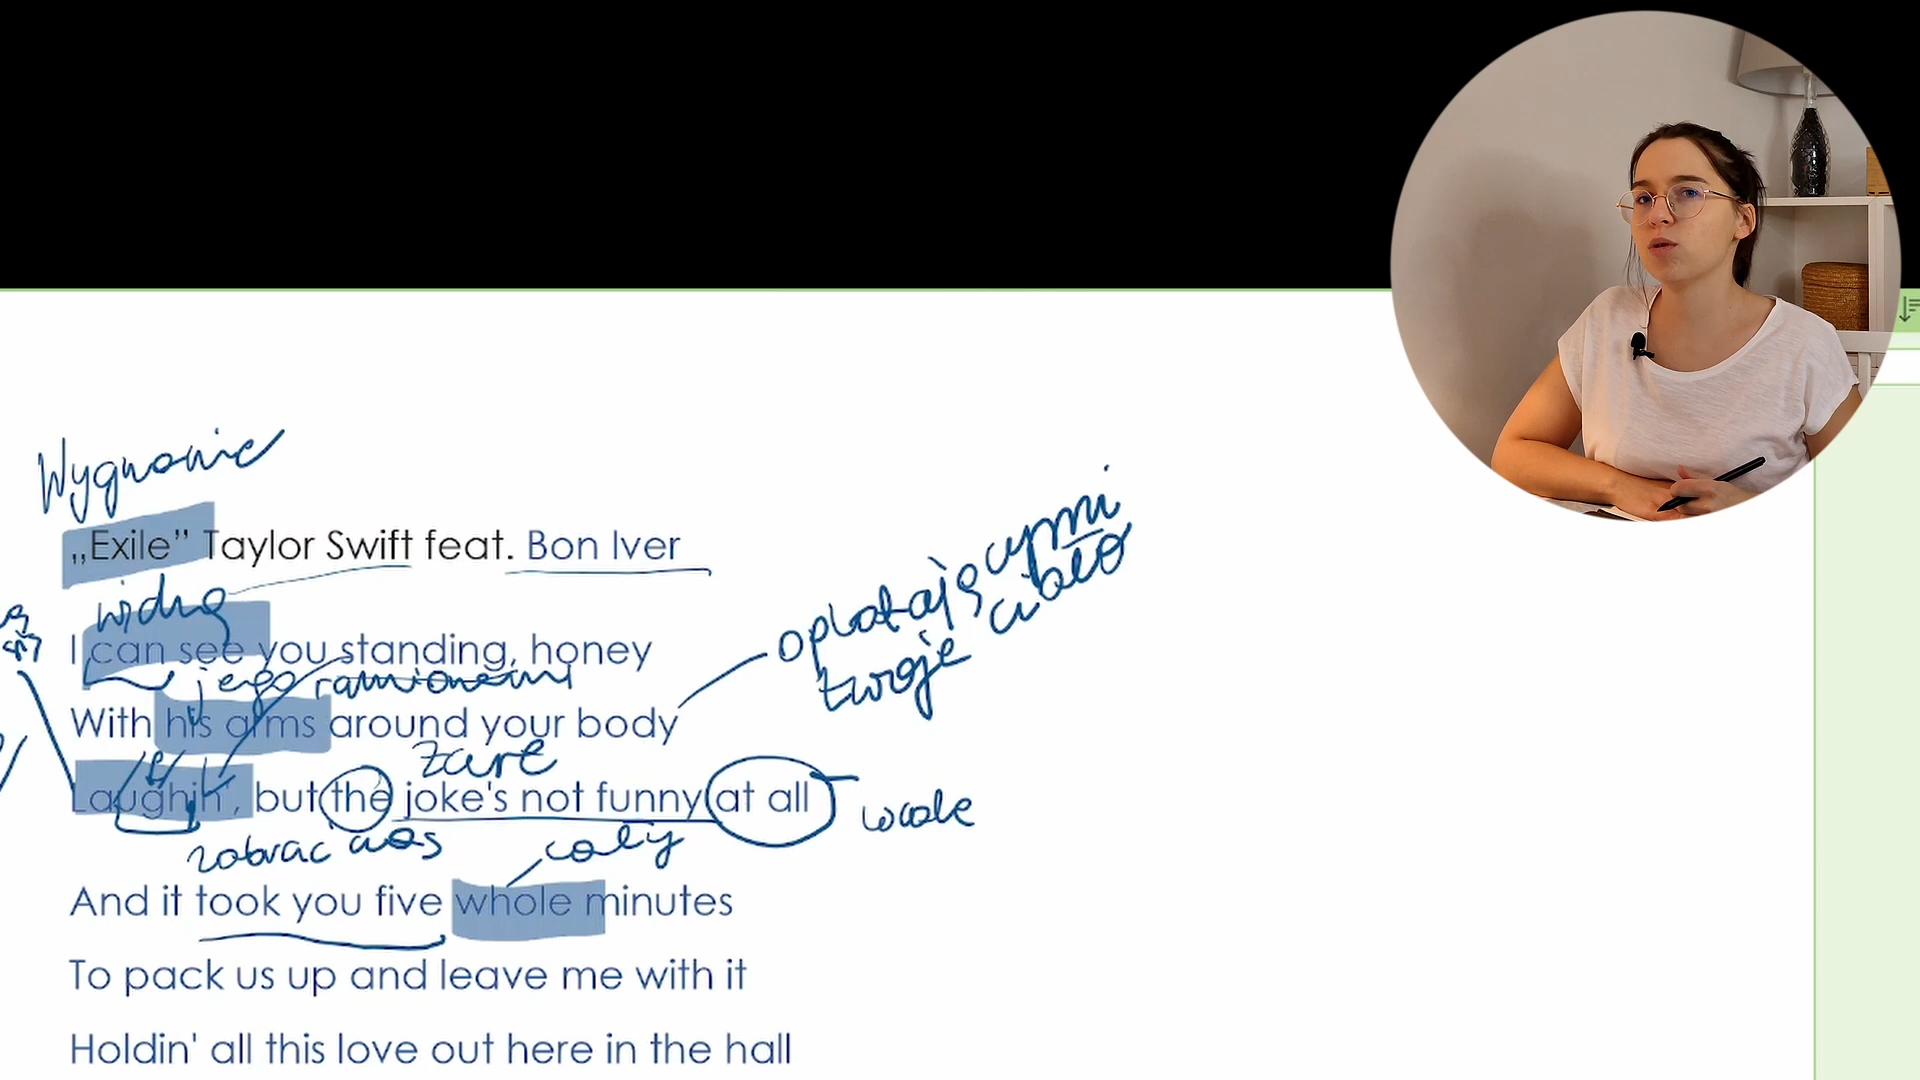 Wygnanie
„Exile” Taylor Swift feat. Bon Iver
widzę
I can see you standing, honey
jego ramionami
oplatającymi
twoje ciało
With his arms around your body
żart
Laughin', but the joke's not funny at all
wcale
zabrać czas
cały
And it took you five whole minutes
To pack us up and leave me with it
Holdin' all this love out here in the hall